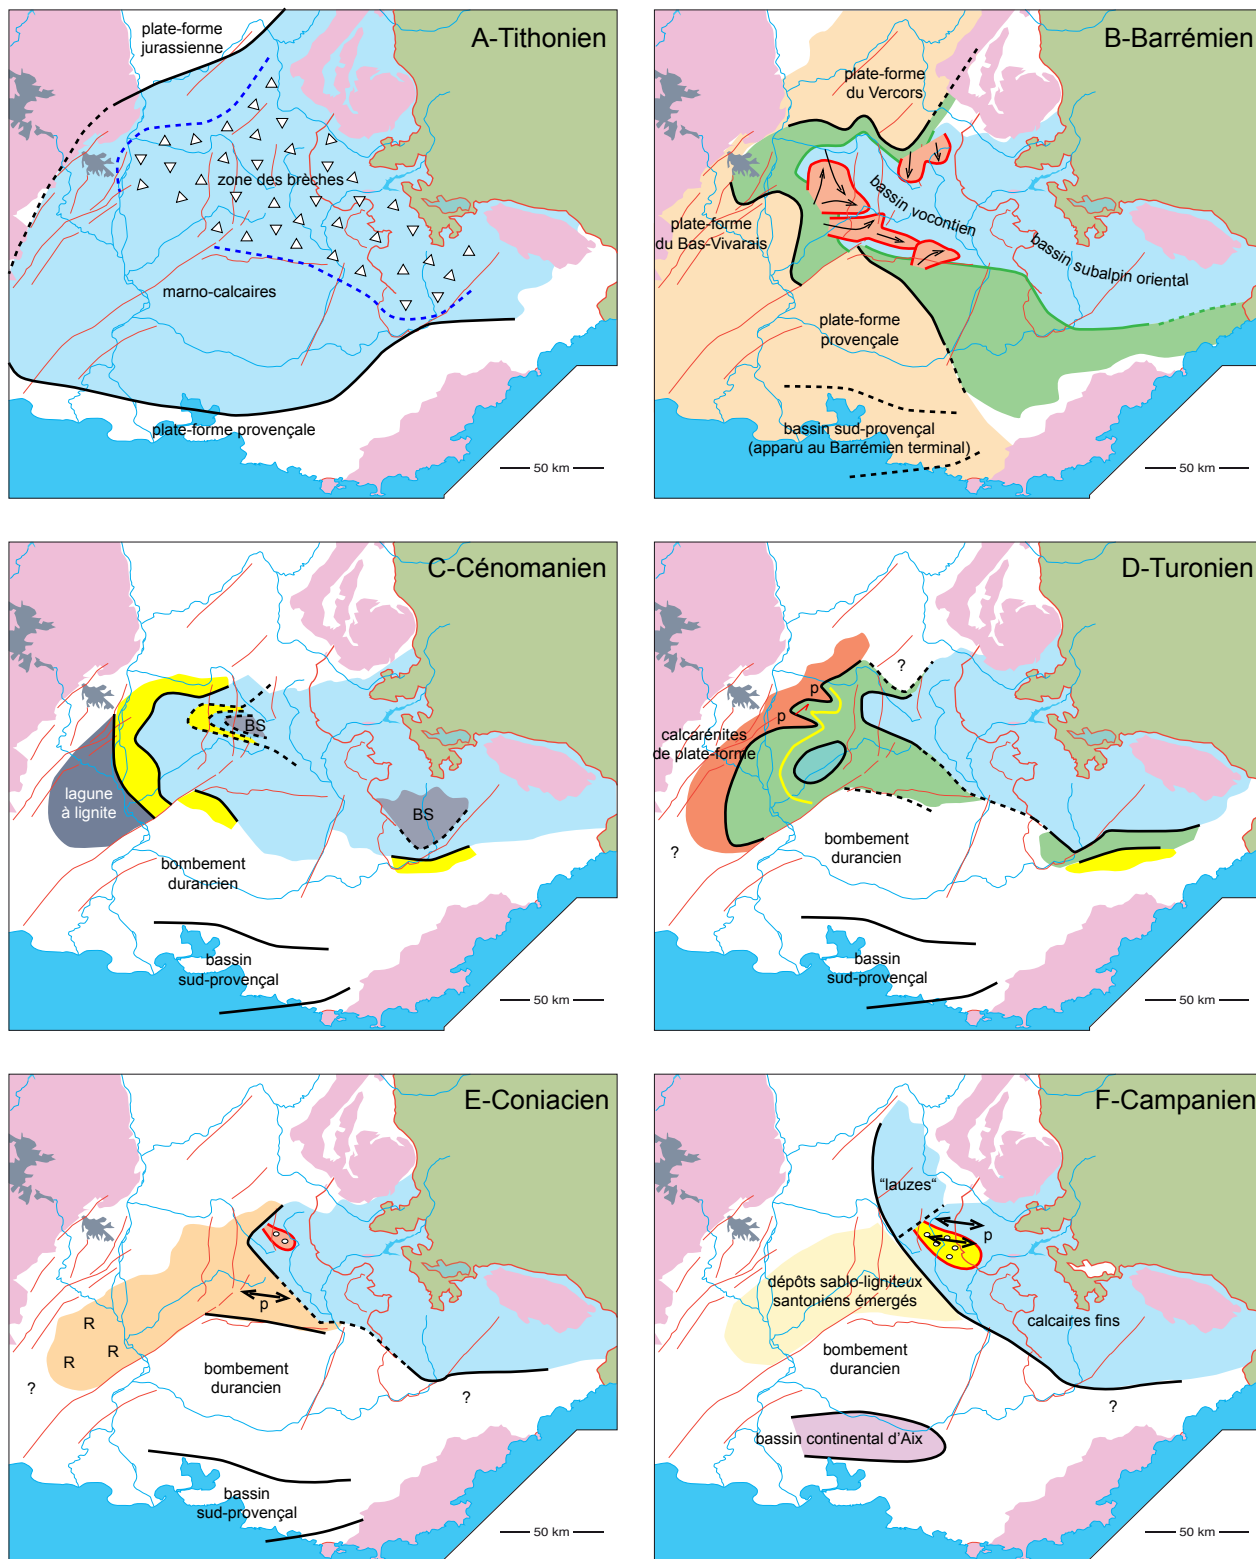 A-Tithonien
plate-forme
jurassienne
zone des brèches
marno-calcaires
plate-forme provençale
50 km
B-Barrémien
plate-forme
du Vercors
bassin vocontien
plate-forme
du Bas-Vivarais
bassin subalpin oriental
plate-forme
provençale
bassin sud-provençal
(apparu au Barrémien terminal)
50 km
C-Cénomanien
BS
lagune
à lignite
BS
bombement
durancien
bassin
sud-provençal
50 km
D-Turonien
?
p
p
calcarénites
de plate-forme
?
bombement
durancien
bassin
sud-provençal
50 km
E-Coniacien
p
R
R
R
?
bombement
durancien
?
bassin
sud-provençal
50 km
F-Campanien
"lauzes"
p
dépôts sablo-ligniteux
santoniens émergés
calcaires fins
bombement
durancien
?
bassin continental d'Aix
50 km